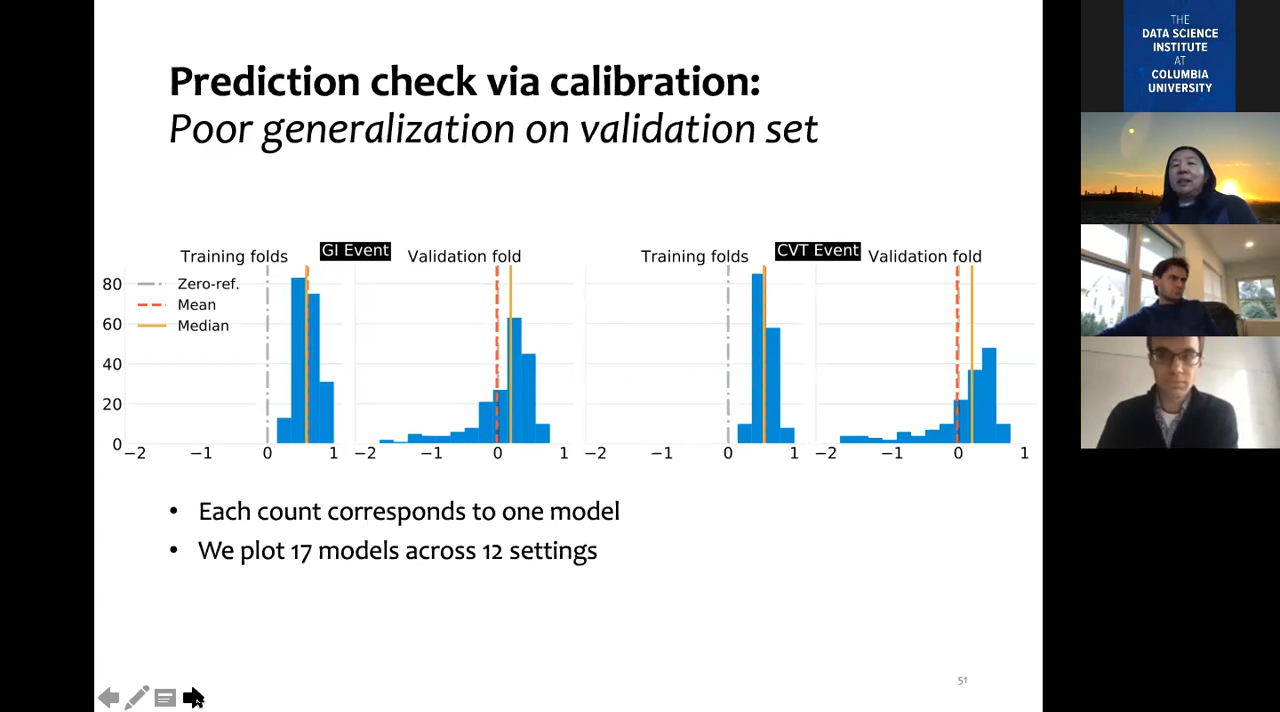 Prediction check via calibration:
Poor generalization on validation set
Training folds
GI Event
Validation fold
Training folds
CVT Event
Validation fold
Zero-ref.
Mean
Median
80
60
40
20
0
−2 −1 0 1
−2 −1 0 1
−2 −1 0 1
−2 −1 0 1
• Each count corresponds to one model
• We plot 17 models across 12 settings
51
THE
DATA SCIENCE
INSTITUTE
AT
COLUMBIA
UNIVERSITY